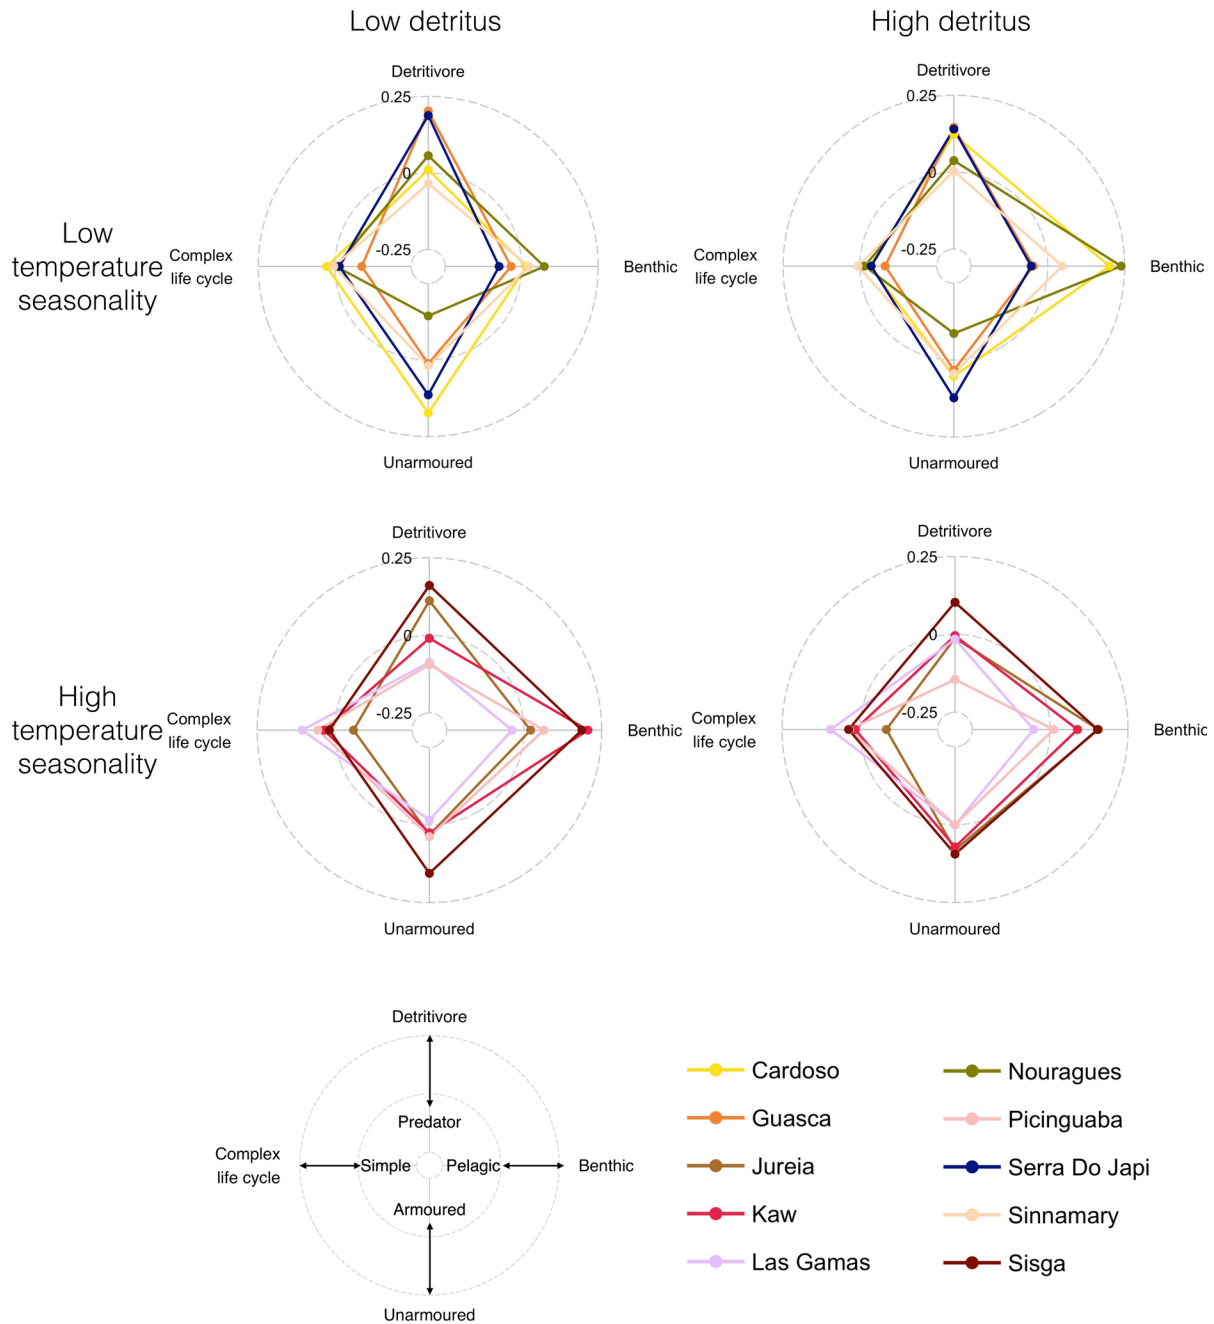 Low detritus
High detritus
Detritivore
0.25
0
-0.25
Complex
life cycle
Benthic
Unarmoured
Detritivore
0.25
0
-0.25
Complex
life cycle
Benthic
Unarmoured
Low
temperature
seasonality
Detritivore
0.25
0
-0.25
Complex
life cycle
Benthic
Unarmoured
Detritivore
0.25
0
-0.25
Complex
life cycle
Benthic
Unarmoured
High
temperature
seasonality
Detritivore
Predator
Complex
life cycle
Simple
Pelagic
Benthic
Armoured
Unarmoured
Cardoso
Guasca
Jureia
Kaw
Las Gamas
Nouragues
Picinguaba
Serra Do Japi
Sinnamary
Sisga